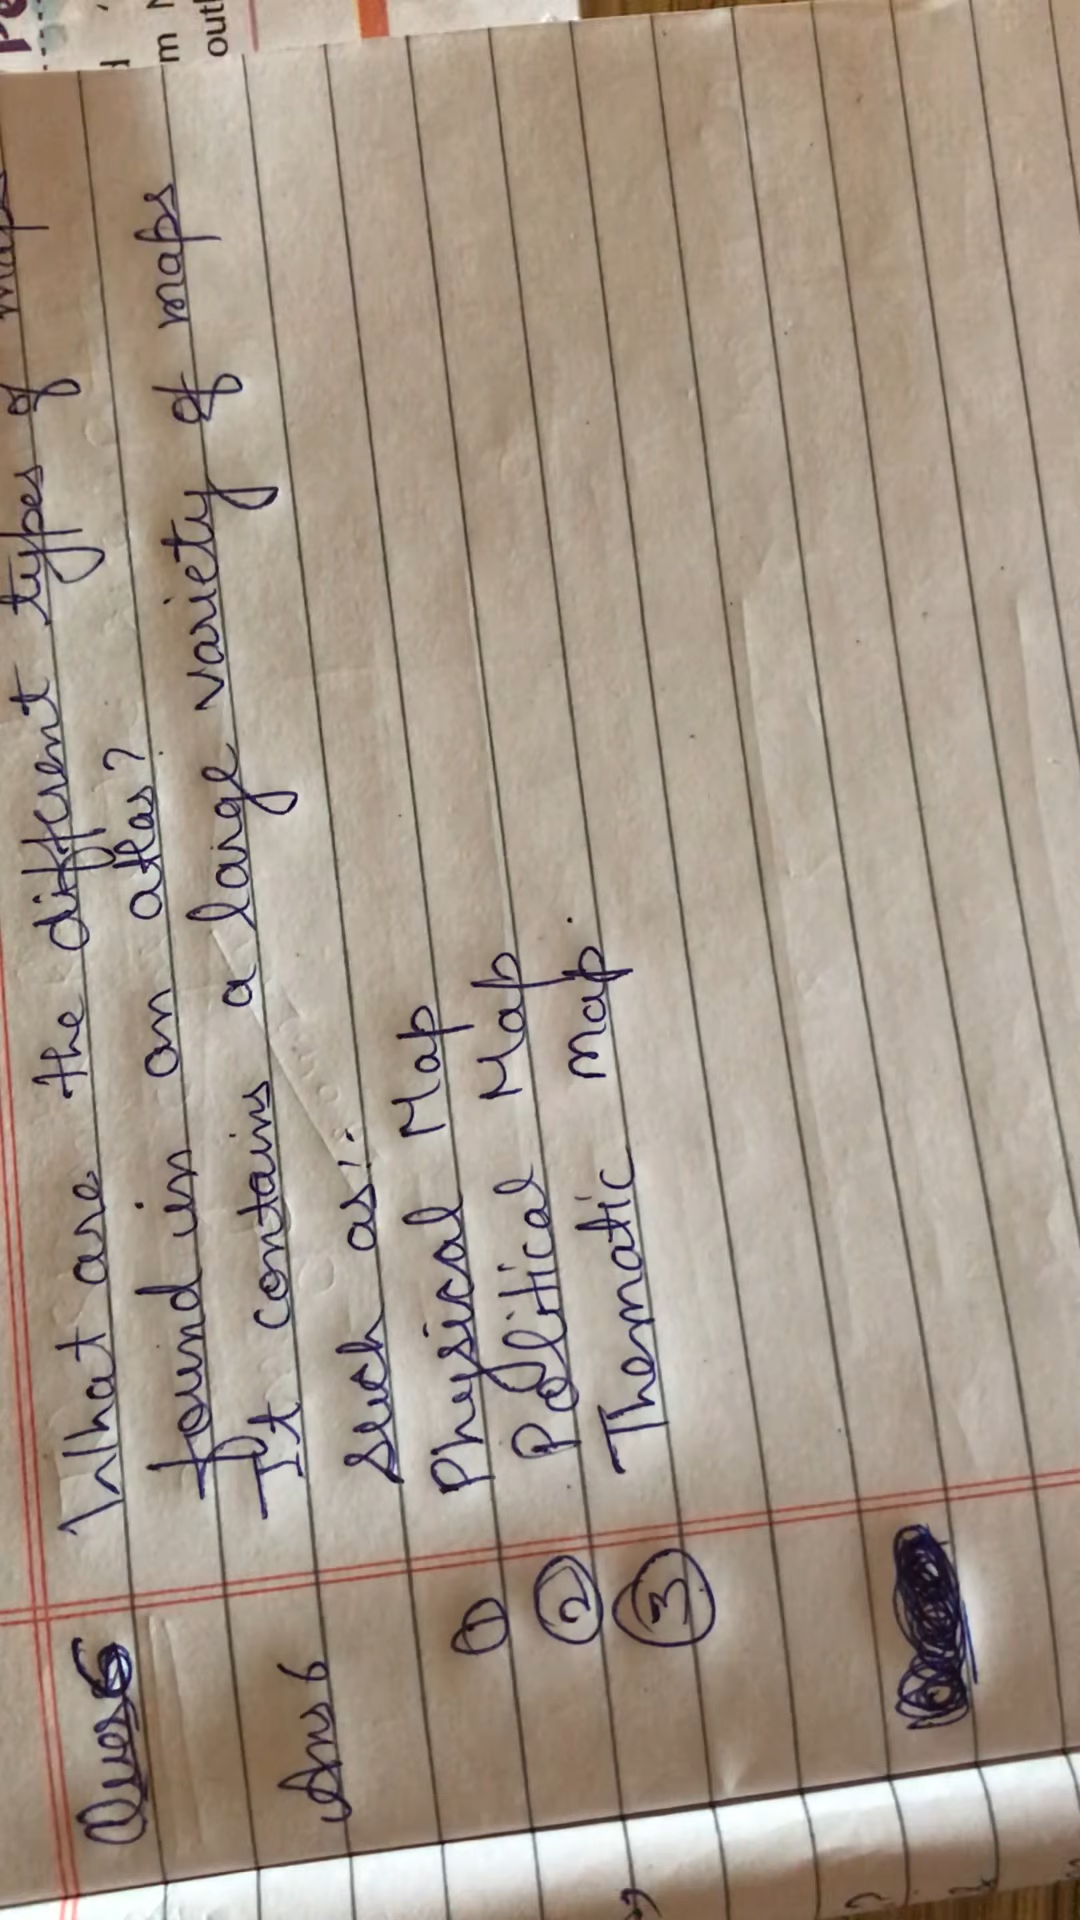 Ques6 What are the different types of maps
found in an atlas?
Ans 6 It contains a large variety of maps
such as:
① Physical Map
② Political Map
③ Thematic Map.